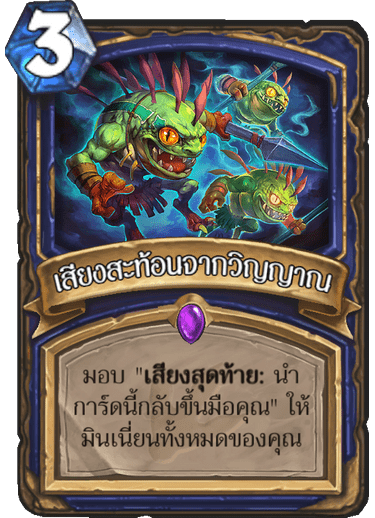 3
เสียงสะท้อนจากวิญญาณ
มอบ "เสียงสุดท้าย: นำ
การ์ดนี้กลับขึ้นมือคุณ" ให้
มินเนี่ยนทั้งหมดของคุณ